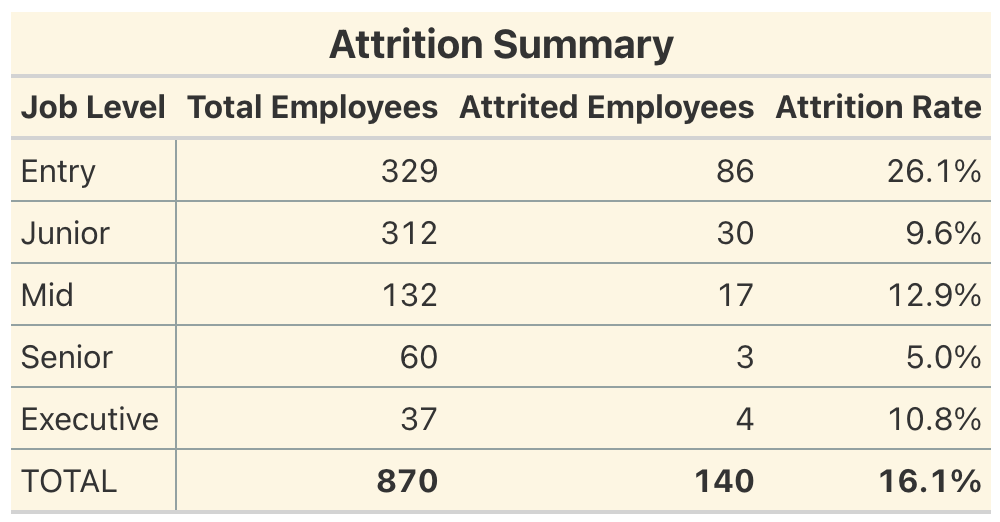 Attrition Summary
Job Level Total Employees Attrited Employees Attrition Rate
Entry 329 86 26.1%
Junior 312 30 9.6%
Mid 132 17 12.9%
Senior 60 3 5.0%
Executive 37 4 10.8%
TOTAL 870 140 16.1%